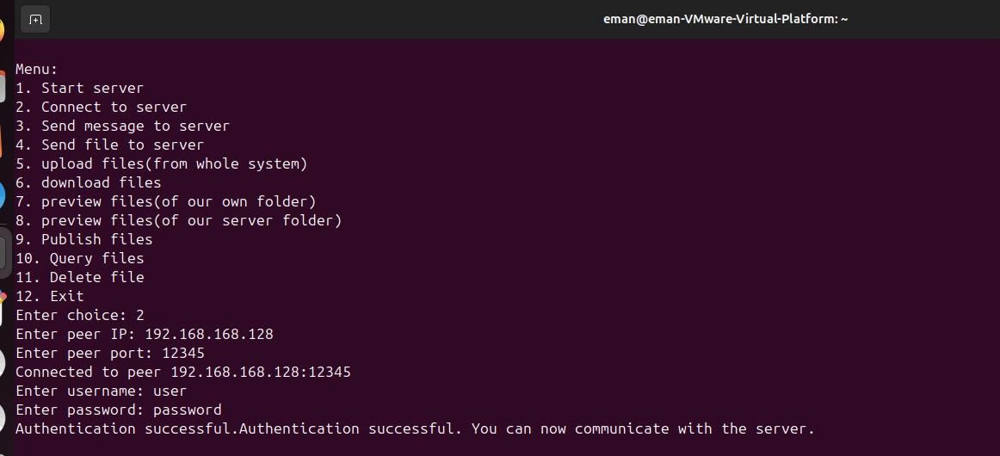 eman@eman-VMware-Virtual-Platform: ~
Menu:
1. Start server
2. Connect to server
3. Send message to server
4. Send file to server
5. upload files(from whole system)
6. download files
7. preview files(of our own folder)
8. preview files(of our server folder)
9. Publish files
10. Query files
11. Delete file
12. Exit
Enter choice: 2
Enter peer IP: 192.168.168.128
Enter peer port: 12345
Connected to peer 192.168.168.128:12345
Enter username: user
Enter password: password
Authentication successful.Authentication successful. You can now communicate with the server.